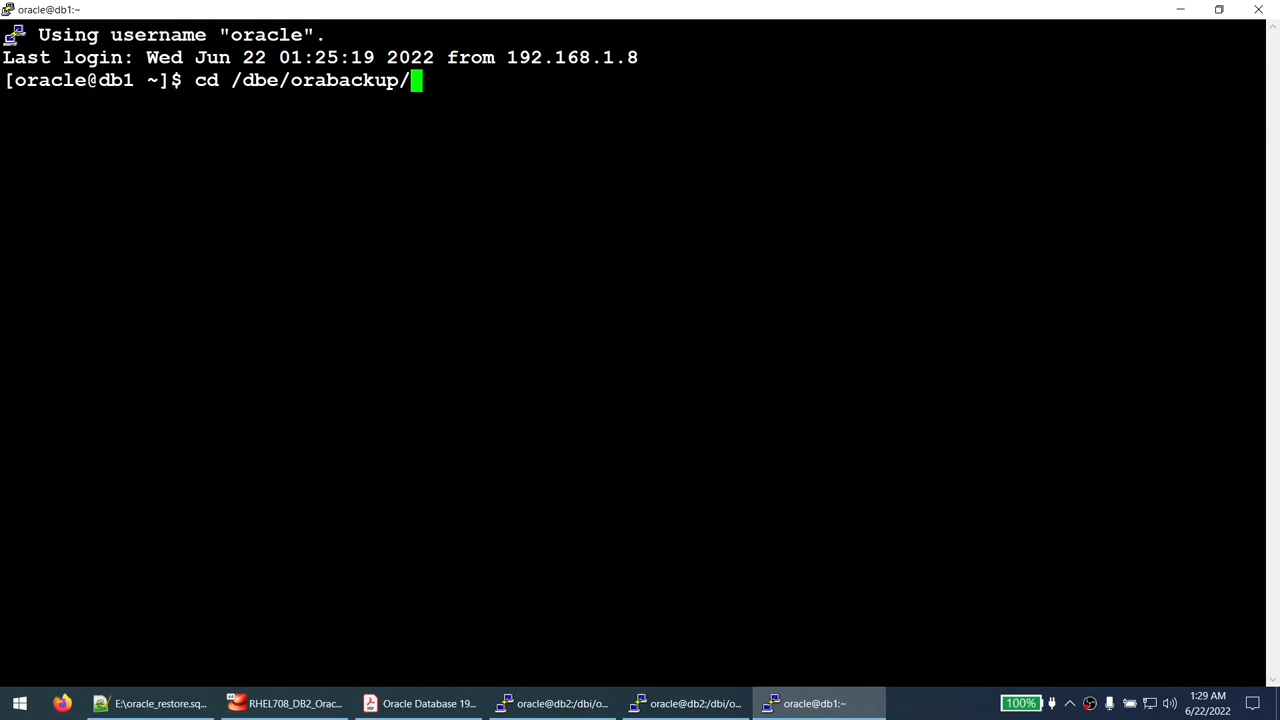 oracle@db1:~
Using username "oracle".
Last login: Wed Jun 22 01:25:19 2022 from 192.168.1.8
[oracle@db1 ~]$ cd /dbe/orabackup/
E:\oracle_restore.sq...
RHEL708_DB2_Orac...
Oracle Database 19...
oracle@db2:/dbi/o...
oracle@db2:/dbi/o...
oracle@db1:~
100%
1:29 AM
6/22/2022